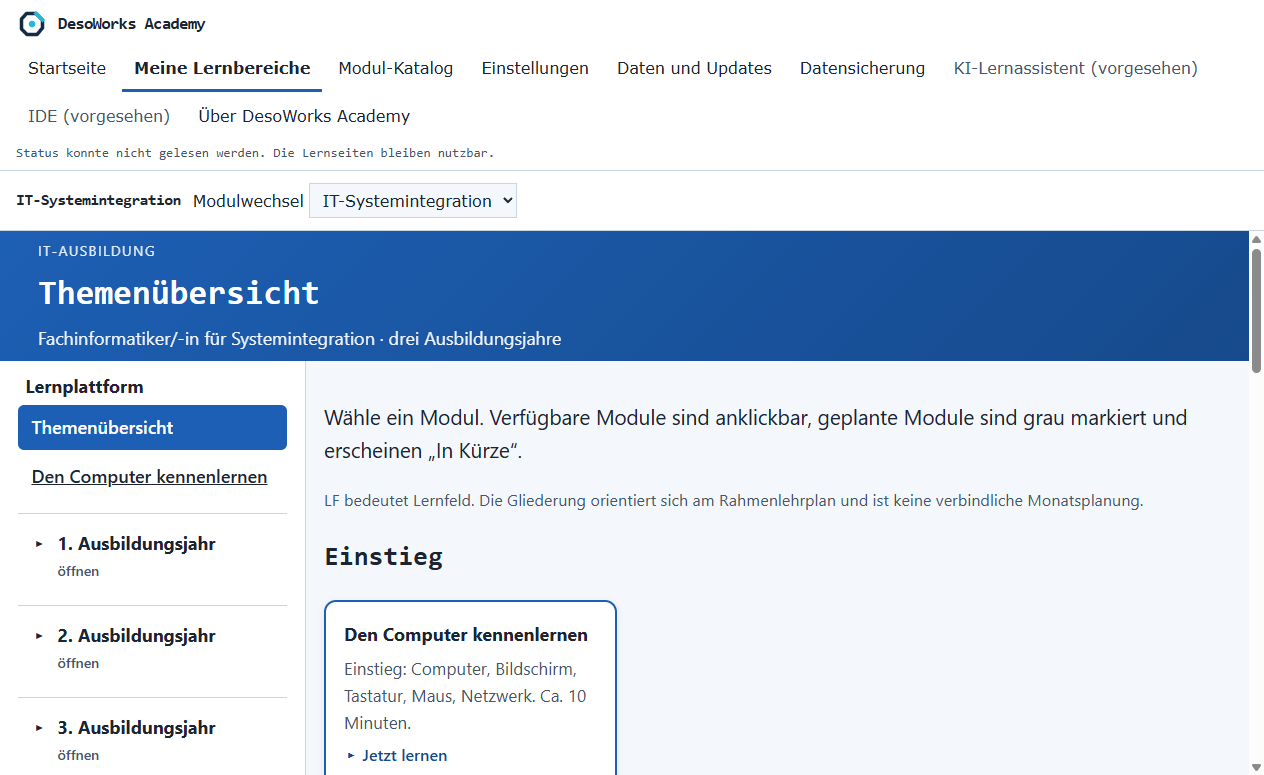 DesoWorks Academy
Startseite Meine Lernbereiche Modul-Katalog Einstellungen Daten und Updates Datensicherung KI-Lernassistent (vorgesehen)
IDE (vorgesehen) Über DesoWorks Academy
Status konnte nicht gelesen werden. Die Lernseiten bleiben nutzbar.
IT-Systemintegration Modulwechsel IT-Systemintegration
IT-AUSBILDUNG
Themenübersicht
Fachinformatiker/-in für Systemintegration · drei Ausbildungsjahre
Lernplattform
Themenübersicht
Den Computer kennenlernen
1. Ausbildungsjahr
öffnen
2. Ausbildungsjahr
öffnen
3. Ausbildungsjahr
öffnen
Wähle ein Modul. Verfügbare Module sind anklickbar, geplante Module sind grau markiert und
erscheinen „In Kürze“.
LF bedeutet Lernfeld. Die Gliederung orientiert sich am Rahmenlehrplan und ist keine verbindliche Monatsplanung.
Einstieg
Den Computer kennenlernen
Einstieg: Computer, Bildschirm,
Tastatur, Maus, Netzwerk. Ca. 10
Minuten.
Jetzt lernen